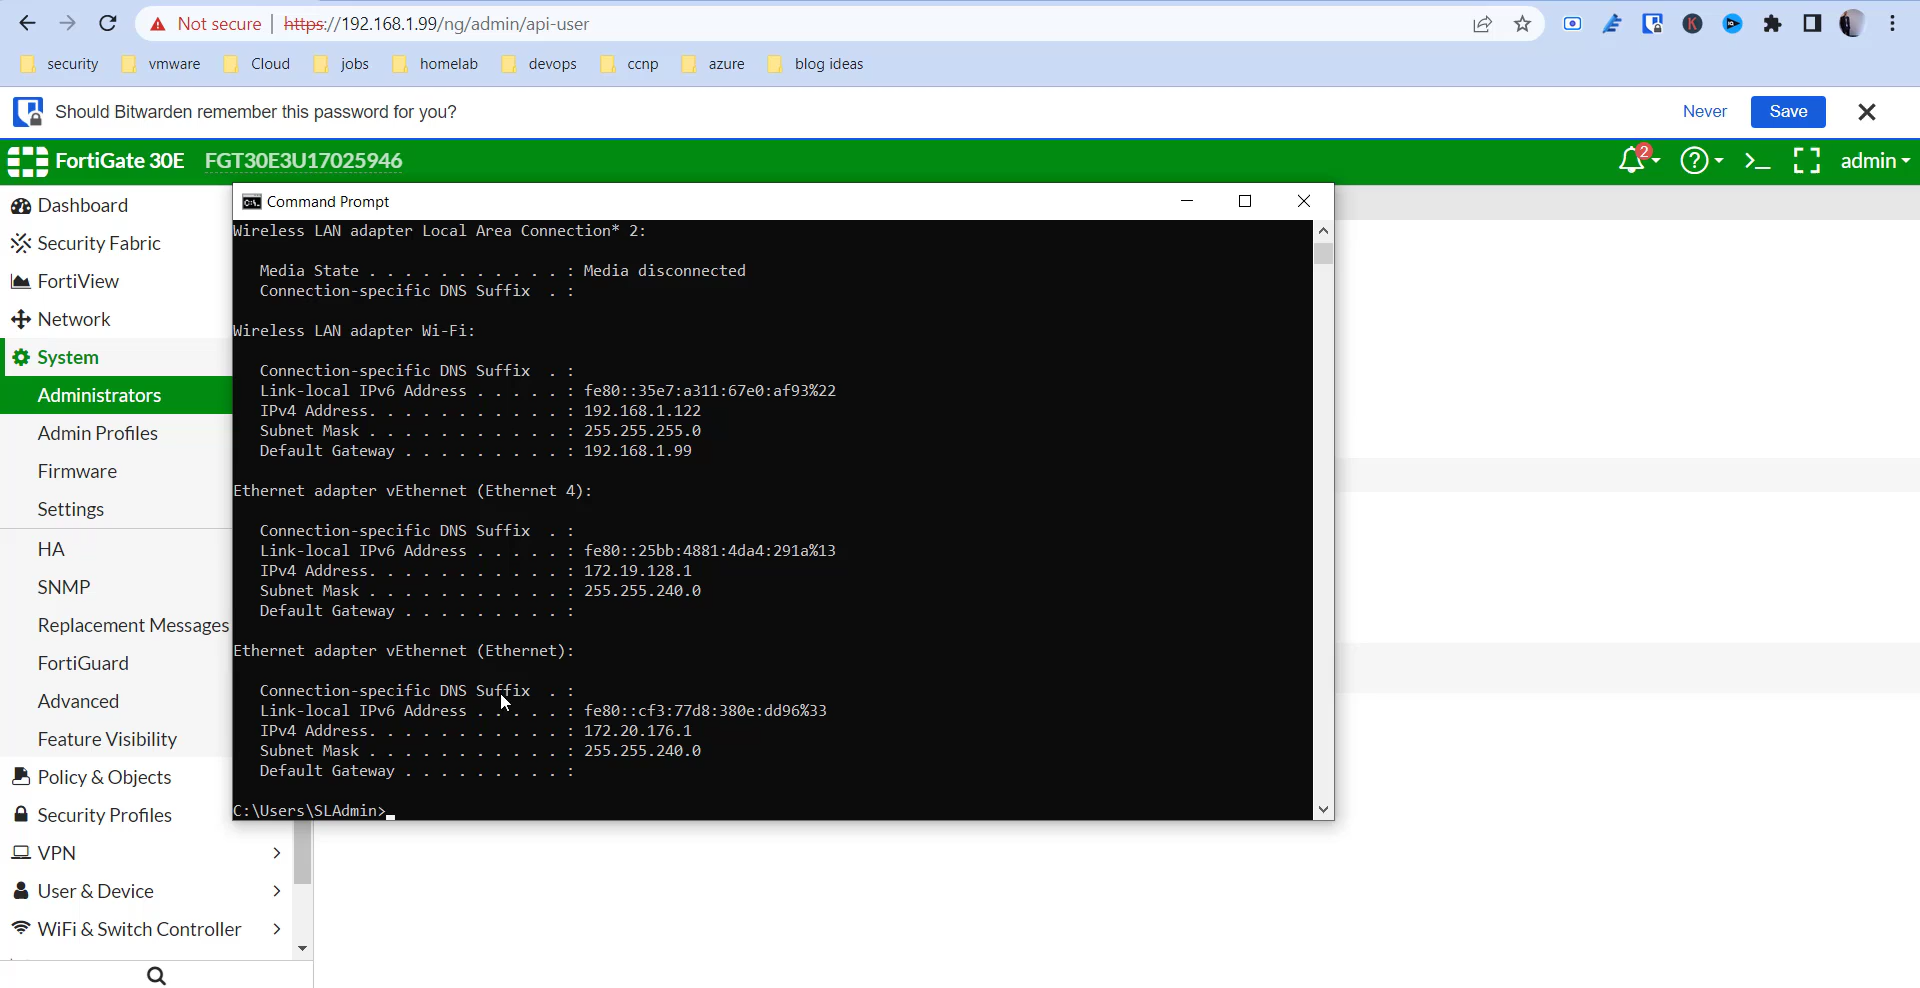 Not secure | https://192.168.1.99/ng/admin/api-user
security vmware Cloud jobs homelab devops ccnp azure blog ideas
Should Bitwarden remember this password for you? Never Save
FortiGate 30E FGT30E3U17025946 2 admin
Dashboard
Security Fabric
FortiView
Network
System
Administrators
Admin Profiles
Firmware
Settings
HA
SNMP
Replacement Messages
FortiGuard
Advanced
Feature Visibility
Policy & Objects
Security Profiles
VPN
User & Device
WiFi & Switch Controller
Command Prompt
Wireless LAN adapter Local Area Connection* 2:
Media State . . . . . . . . . . . : Media disconnected
Connection-specific DNS Suffix . :
Wireless LAN adapter Wi-Fi:
Connection-specific DNS Suffix . :
Link-local IPv6 Address . . . . . : fe80::35e7:a311:67e0:af93%22
IPv4 Address. . . . . . . . . . . : 192.168.1.122
Subnet Mask . . . . . . . . . . . : 255.255.255.0
Default Gateway . . . . . . . . . : 192.168.1.99
Ethernet adapter vEthernet (Ethernet 4):
Connection-specific DNS Suffix . :
Link-local IPv6 Address . . . . . : fe80::25bb:4881:4da4:291a%13
IPv4 Address. . . . . . . . . . . : 172.19.128.1
Subnet Mask . . . . . . . . . . . : 255.255.240.0
Default Gateway . . . . . . . . . :
Ethernet adapter vEthernet (Ethernet):
Connection-specific DNS Suffix . :
Link-local IPv6 Address . . . . . : fe80::cf3:77d8:380e:dd96%33
IPv4 Address. . . . . . . . . . . : 172.20.176.1
Subnet Mask . . . . . . . . . . . : 255.255.240.0
Default Gateway . . . . . . . . . :
C:\Users\SLAdmin>